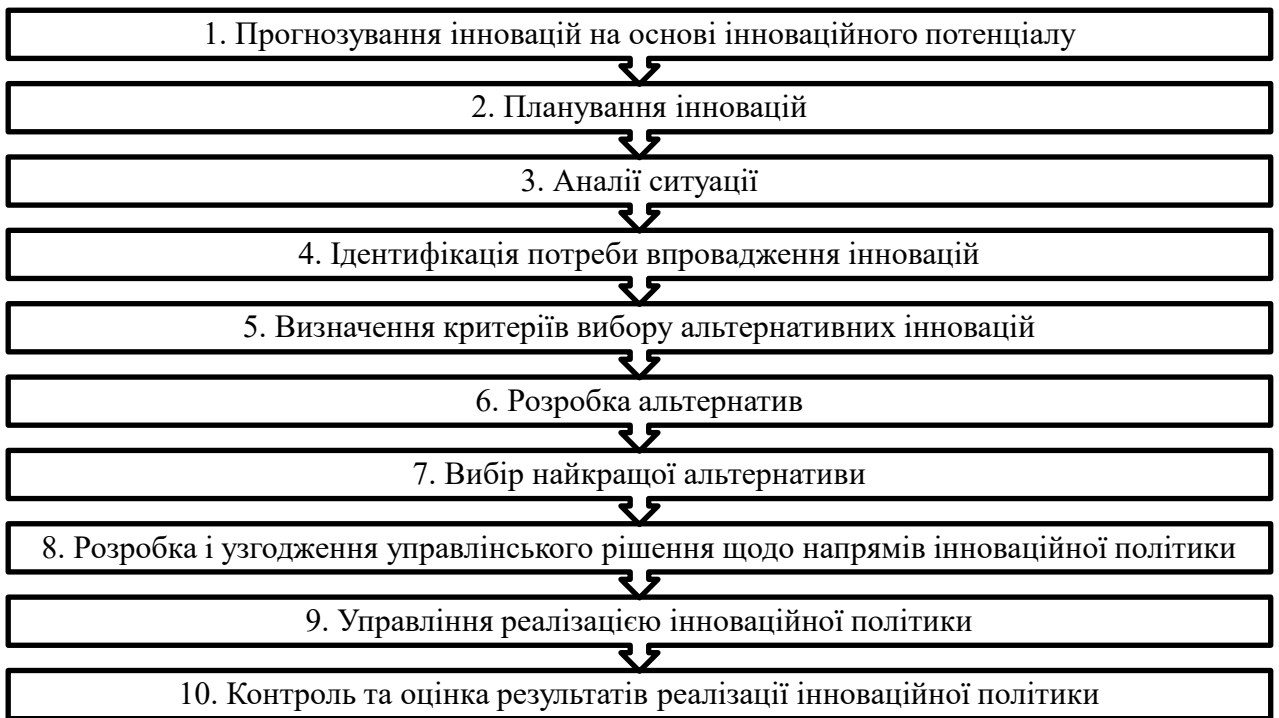 1. Прогнозування інновацій на основі інноваційного потенціалу
2. Планування інновацій
3. Аналії ситуації
4. Ідентифікація потреби впровадження інновацій
5. Визначення критеріїв вибору альтернативних інновацій
6. Розробка альтернатив
7. Вибір найкращої альтернативи
8. Розробка і узгодження управлінського рішення щодо напрямів інноваційної політики
9. Управління реалізацією інноваційної політики
10. Контроль та оцінка результатів реалізації інноваційної політики